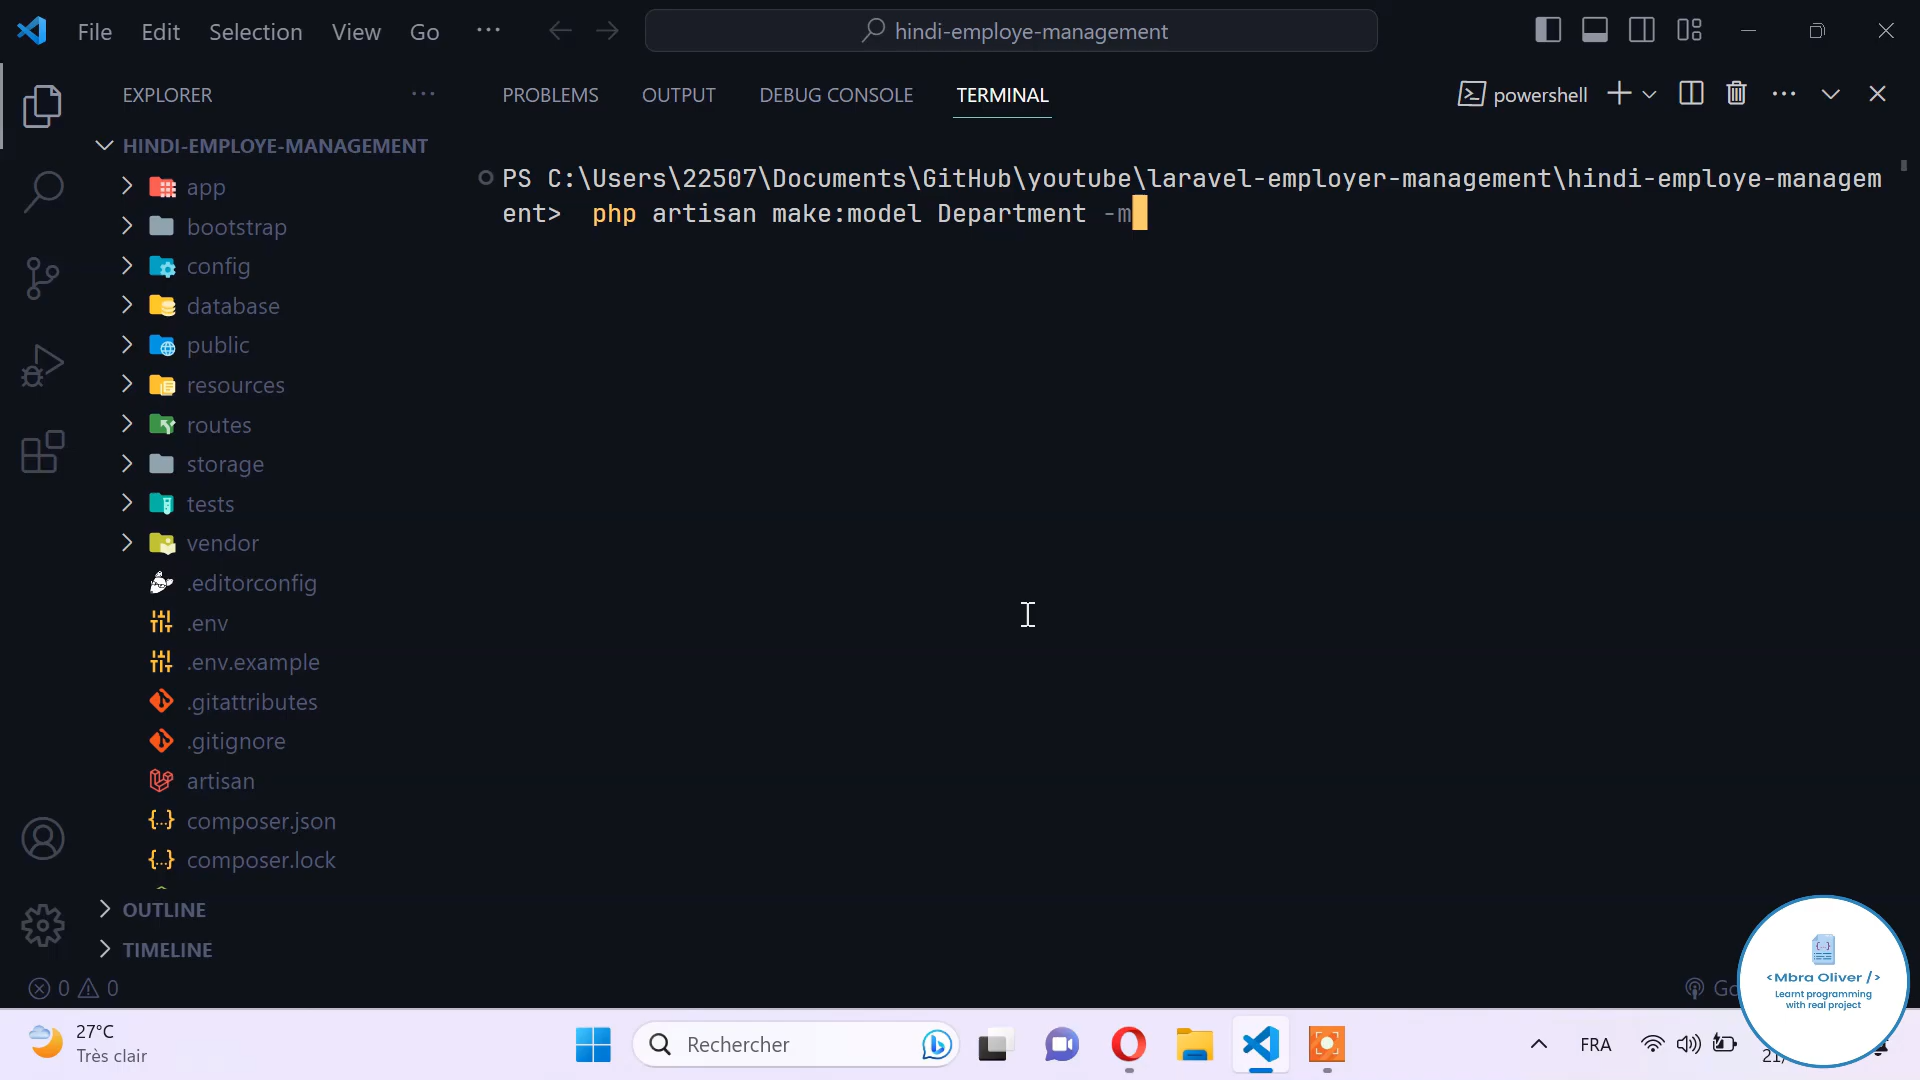 File Edit Selection View Go ···
hindi-employe-management
EXPLORER ···
PROBLEMS OUTPUT DEBUG CONSOLE TERMINAL
powershell
HINDI-EMPLOYE-MANAGEMENT
app
bootstrap
config
database
public
resources
routes
storage
tests
vendor
.editorconfig
.env
.env.example
.gitattributes
.gitignore
artisan
composer.json
composer.lock
OUTLINE
TIMELINE
PS C:\Users\22507\Documents\GitHub\youtube\laravel-employer-management\hindi-employe-managem
ent> php artisan make:model Department -m
0 0
{...}
<Mbra Oliver />
Learnt programming
with real project
27°C
Très clair
Rechercher
FRA